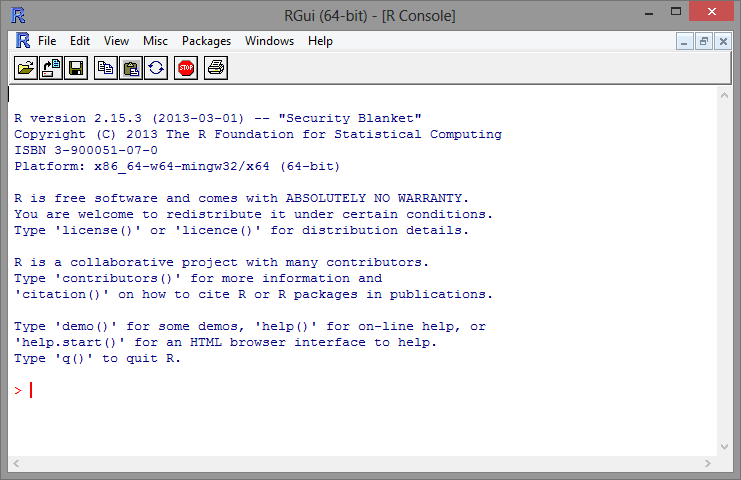 RGui (64-bit) - [R Console]
R File Edit View Misc Packages Windows Help
STOP
R version 2.15.3 (2013-03-01) -- "Security Blanket"
Copyright (C) 2013 The R Foundation for Statistical Computing
ISBN 3-900051-07-0
Platform: x86_64-w64-mingw32/x64 (64-bit)
R is free software and comes with ABSOLUTELY NO WARRANTY.
You are welcome to redistribute it under certain conditions.
Type 'license()' or 'licence()' for distribution details.
R is a collaborative project with many contributors.
Type 'contributors()' for more information and
'citation()' on how to cite R or R packages in publications.
Type 'demo()' for some demos, 'help()' for on-line help, or
'help.start()' for an HTML browser interface to help.
Type 'q()' to quit R.
>